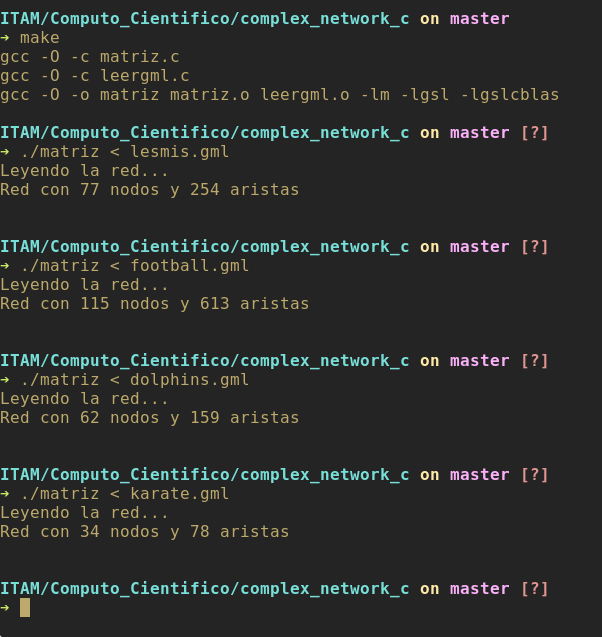 ITAM/Computo_Cientifico/complex_network_c on master
➜ make
gcc -O -c matriz.c
gcc -O -c leergml.c
gcc -O -o matriz matriz.o leergml.o -lm -lgsl -lgslcblas
ITAM/Computo_Cientifico/complex_network_c on master [?]
➜ ./matriz < lesmis.gml
Leyendo la red...
Red con 77 nodos y 254 aristas
ITAM/Computo_Cientifico/complex_network_c on master [?]
➜ ./matriz < football.gml
Leyendo la red...
Red con 115 nodos y 613 aristas
ITAM/Computo_Cientifico/complex_network_c on master [?]
➜ ./matriz < dolphins.gml
Leyendo la red...
Red con 62 nodos y 159 aristas
ITAM/Computo_Cientifico/complex_network_c on master [?]
➜ ./matriz < karate.gml
Leyendo la red...
Red con 34 nodos y 78 aristas
ITAM/Computo_Cientifico/complex_network_c on master [?]
➜